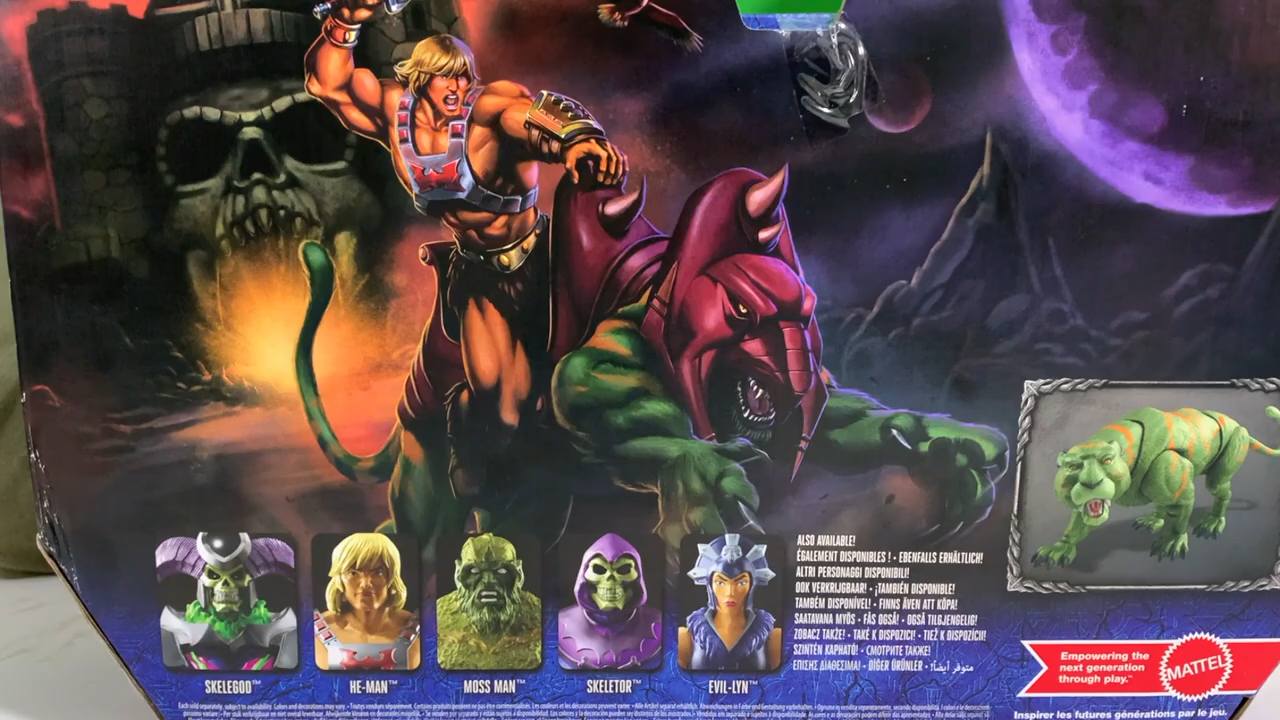 ALSO AVAILABLE!
ÉGALEMENT DISPONIBLES ! • EBENFALLS ERHÄLTLICH!
ALTRI PERSONAGGI DISPONIBILI!
OOK VERKRIJGBAAR! • ¡TAMBIÉN DISPONIBLE!
TAMBÉM DISPONÍVEL! • FINNS ÄVEN ATT KÖPA!
SAATAVANA MYÖS • FÅS OGSÅ! • OGSÅ TILGJENGELIG!
ZOBACZ TAKŻE! • TAKÉ K DISPOZICI! • TIEŽ K DISPOZÍCII!
SZINTÉN KAPHATÓ! • СМОТРИТЕ ТАКЖЕ!
ΕΠΙΣΗΣ ΔΙΑΘΕΣΙΜΑ! • DİĞER ÜRÜNLER • متوفر أيضاً!
SKELEGOD™
HE-MAN™
MOSS MAN™
SKELETOR™
EVIL-LYN™
Empowering the
next generation
through play.™
MATTEL
Inspirer les futures générations par le jeu.